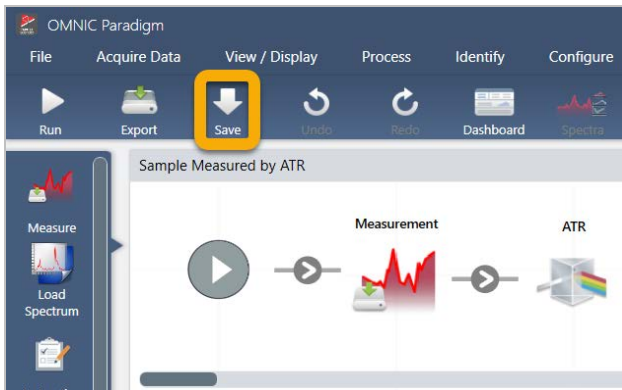 OMNIC Paradigm
File Acquire Data View / Display Process Identify Configure
Run Export Save Undo Redo Dashboard Spectra
Sample Measured by ATR
Measure
Load
Spectrum
Measurement
ATR